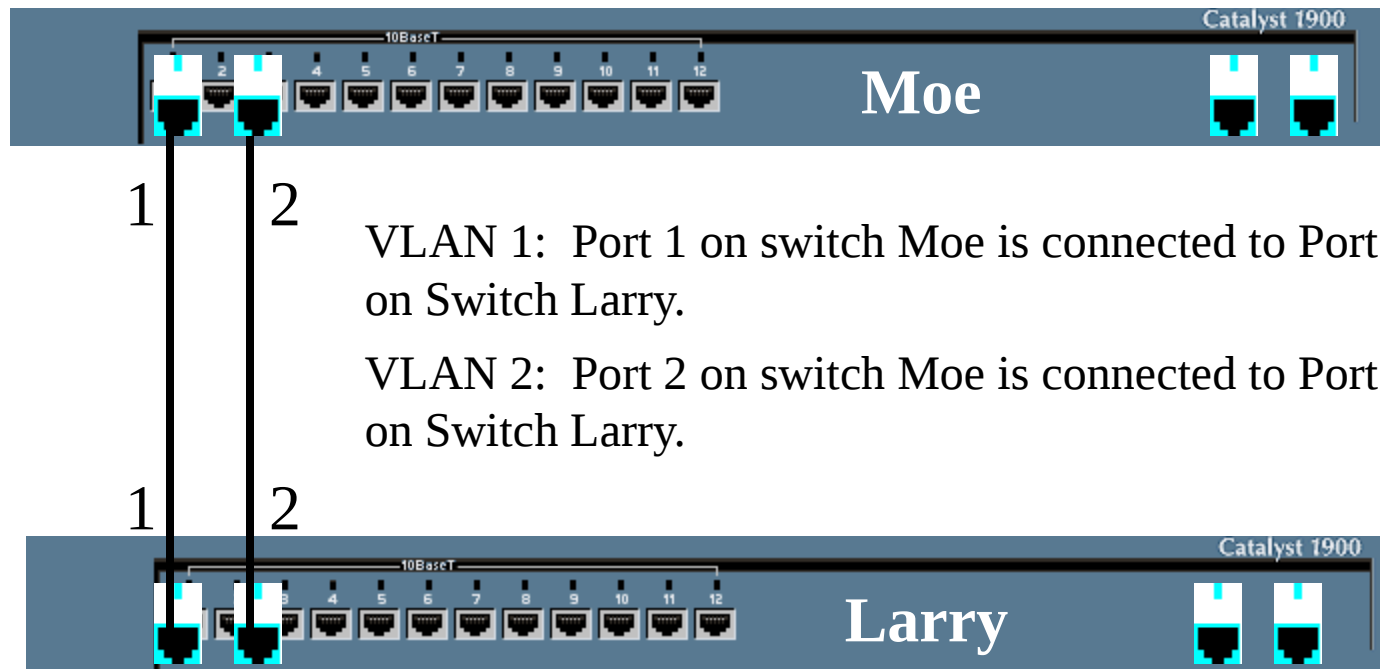 Catalyst 1900
10BaseT
2 4 5 6 7 8 9 10 11 12
Moe
1 2
VLAN 1: Port 1 on switch Moe is connected to Port
on Switch Larry.
VLAN 2: Port 2 on switch Moe is connected to Port
on Switch Larry.
1 2
Catalyst 1900
10BaseT
3 4 5 6 7 8 9 10 11 12
Larry